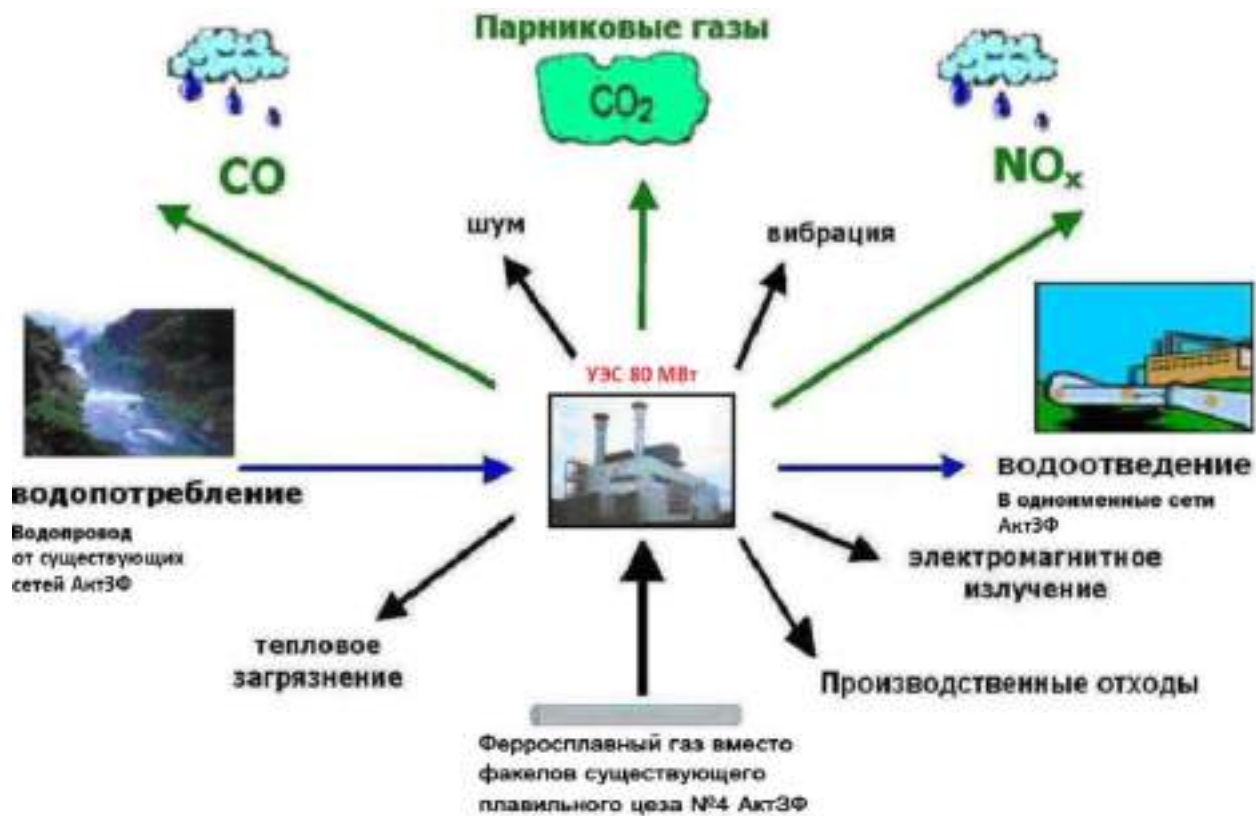 Парниковые газы
CO₂
CO
NOₓ
шум
вибрация
УЭС 80 МВт
водопотребление
Водопровод
от существующих
сетей АктЗФ
водоотведение
В одноименные сети
АктЗФ
электромагнитное
излучение
тепловое
загрязнение
Производственные отходы
Ферросплавный газ вместо
факелов существующего
плавильного цеза №4 АктЗФ